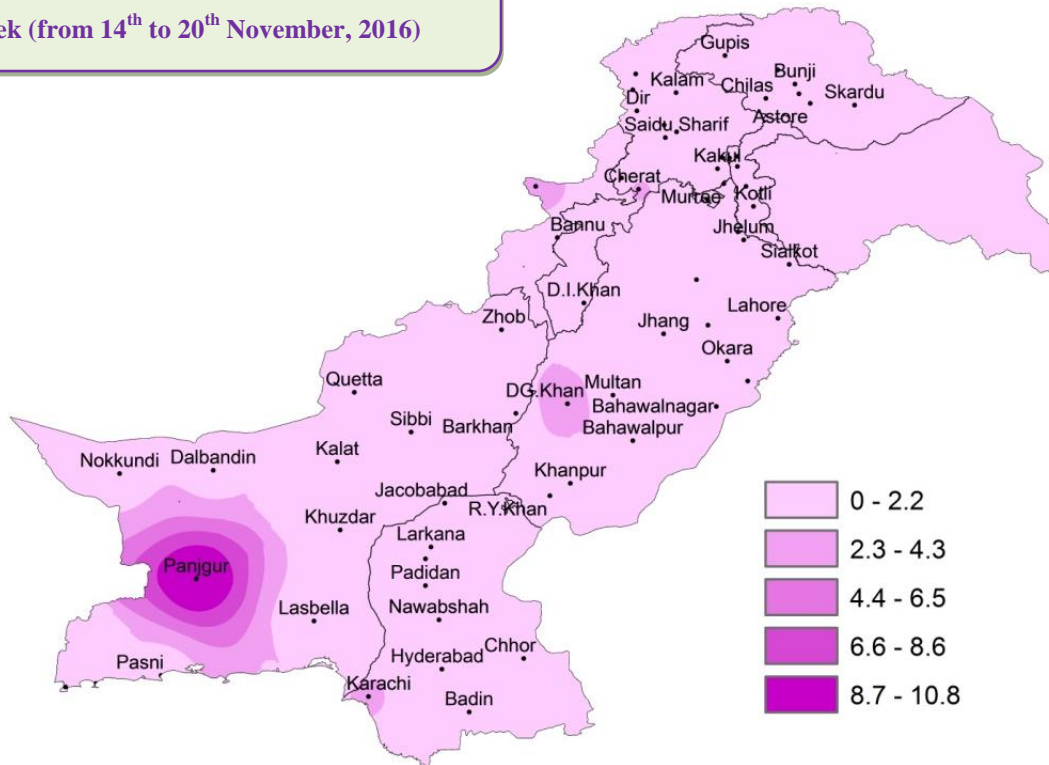 ek (from 14th to 20th November, 2016)
Gupis
Bunji
Kalam
Chilas
Skardu
Dir
Astore
Saidu Sharif
Kakul
Cherat
Murree
Kotli
Bannu
Jhelum
Sialkot
D.I.Khan
Zhob
Lahore
Jhang
Okara
Quetta
DG.Khan
Multan
Bahawalnagar
Sibbi
Barkhan
Bahawalpur
Kalat
Nokkundi
Dalbandin
Khanpur
Jacobabad
R.Y.Khan
Khuzdar
Larkana
Panjgur
Padidan
Lasbella
Nawabshah
Chhor
Pasni
Hyderabad
Karachi
Badin
0 - 2.2
2.3 - 4.3
4.4 - 6.5
6.6 - 8.6
8.7 - 10.8